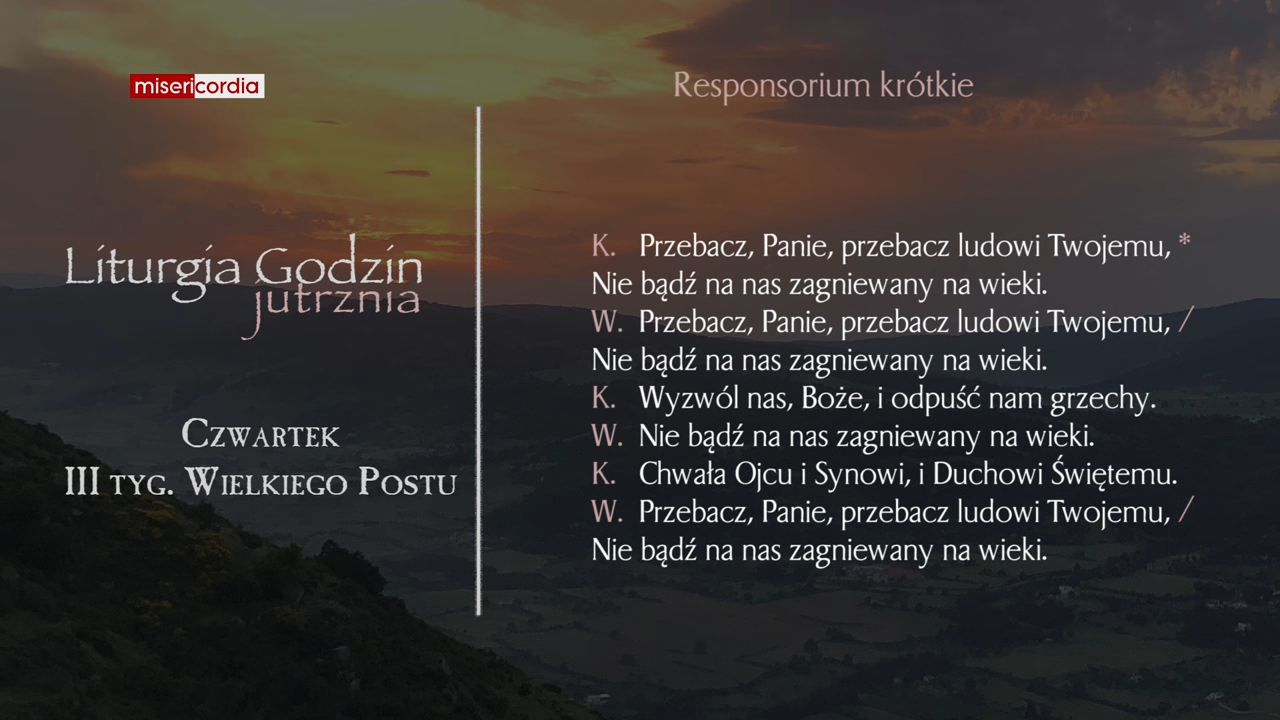 misericordia
Liturgia Godzin
jutrznia
Czwartek
III tyg. Wielkiego Postu
Responsorium krótkie
K. Przebacz, Panie, przebacz ludowi Twojemu, *
Nie bądź na nas zagniewany na wieki.
W. Przebacz, Panie, przebacz ludowi Twojemu, /
Nie bądź na nas zagniewany na wieki.
K. Wyzwól nas, Boże, i odpuść nam grzechy.
W. Nie bądź na nas zagniewany na wieki.
K. Chwała Ojcu i Synowi, i Duchowi Świętemu.
W. Przebacz, Panie, przebacz ludowi Twojemu, /
Nie bądź na nas zagniewany na wieki.